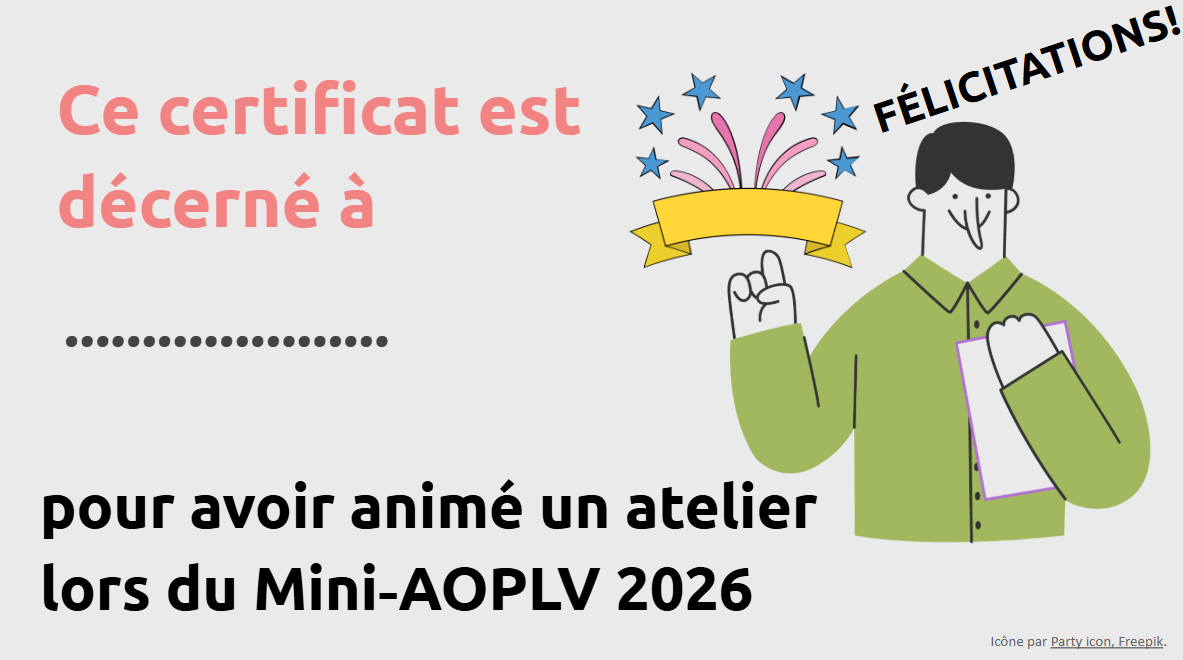 FÉLICITATIONS!
Ce certificat est
décerné à
.....................
pour avoir animé un atelier
lors du Mini-AOPLV 2026
Icône par Party icon, Freepik.